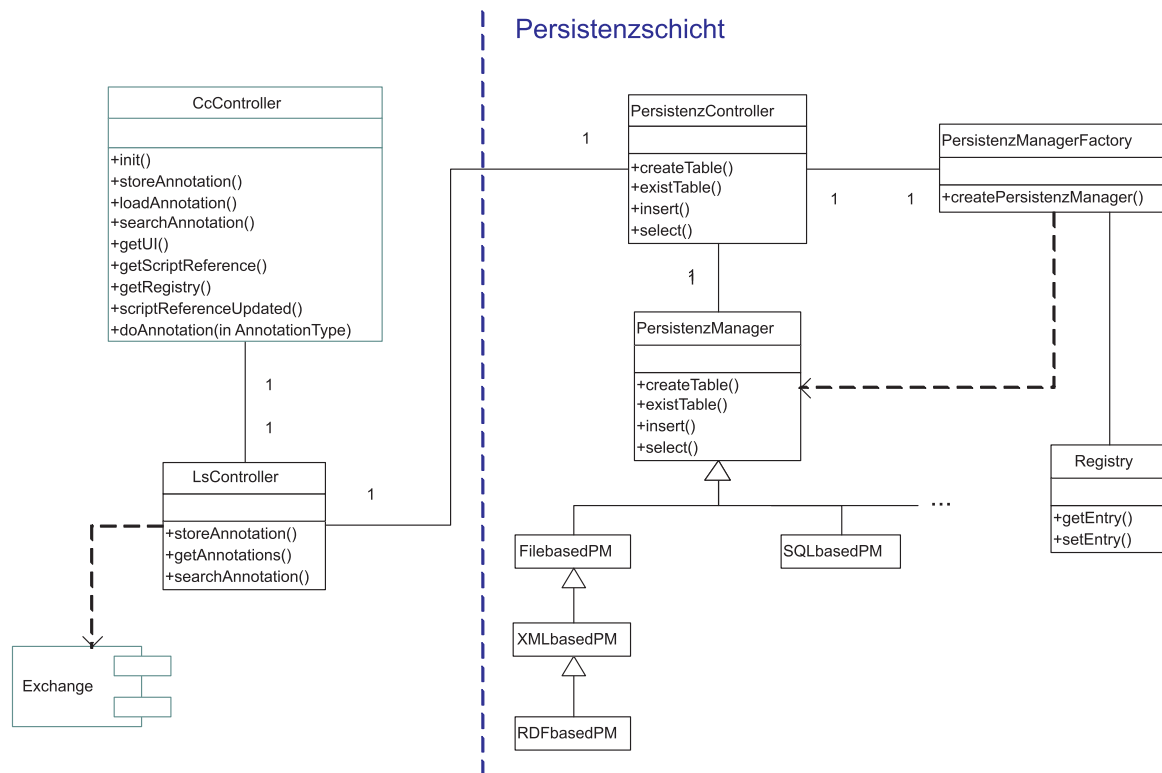 Persistenzschicht
CcController
+init()
+storeAnnotation()
+loadAnnotation()
+searchAnnotation()
+getUI()
+getScriptReference()
+getRegistry()
+scriptReferenceUpdated()
+doAnnotation(in AnnotationType)
1
1
LsController
+storeAnnotation()
+getAnnotations()
+searchAnnotation()
1
Exchange
1
PersistenzController
+createTable()
+existTable()
+insert()
+select()
1
1
PersistenzManagerFactory
+createPersistenzManager()
1
1
PersistenzManager
+createTable()
+existTable()
+insert()
+select()
Registry
+getEntry()
+setEntry()
...
FilebasedPM
SQLbasedPM
XMLbasedPM
RDFbasedPM